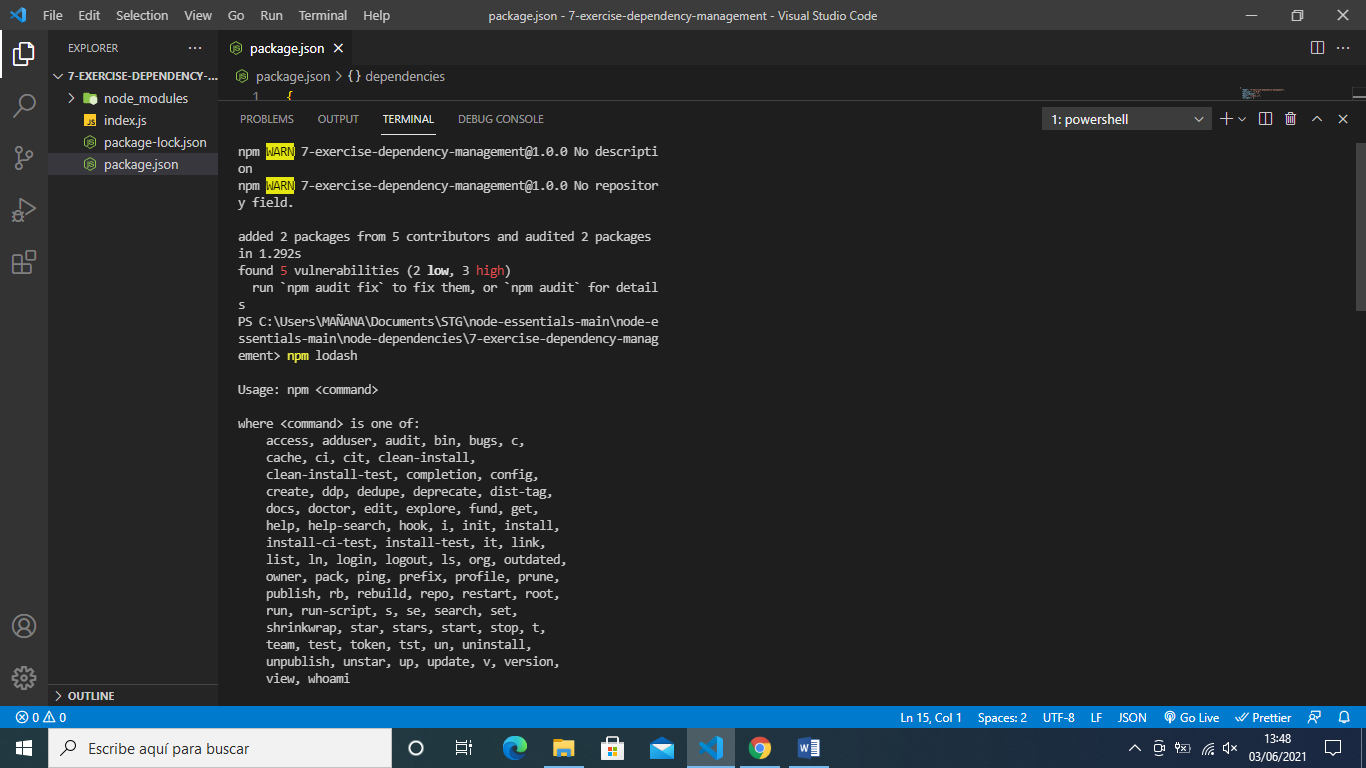 File Edit Selection View Go Run Terminal Help package.json - 7-exercise-dependency-management - Visual Studio Code
EXPLORER
7-EXERCISE-DEPENDENCY-...
node_modules
index.js
package-lock.json
package.json
OUTLINE
package.json
package.json > {} dependencies
1 {
PROBLEMS OUTPUT TERMINAL DEBUG CONSOLE 1: powershell
npm WARN 7-exercise-dependency-management@1.0.0 No descripti
on
npm WARN 7-exercise-dependency-management@1.0.0 No repositor
y field.
added 2 packages from 5 contributors and audited 2 packages
in 1.292s
found 5 vulnerabilities (2 low, 3 high)
run `npm audit fix` to fix them, or `npm audit` for detail
s
PS C:\Users\MAÑANA\Documents\STG\node-essentials-main\node-e
ssentials-main\node-dependencies\7-exercise-dependency-manag
ement> npm lodash
Usage: npm <command>
where <command> is one of:
access, adduser, audit, bin, bugs, c,
cache, ci, cit, clean-install,
clean-install-test, completion, config,
create, ddp, dedupe, deprecate, dist-tag,
docs, doctor, edit, explore, fund, get,
help, help-search, hook, i, init, install,
install-ci-test, install-test, it, link,
list, ln, login, logout, ls, org, outdated,
owner, pack, ping, prefix, profile, prune,
publish, rb, rebuild, repo, restart, root,
run, run-script, s, se, search, set,
shrinkwrap, star, stars, start, stop, t,
team, test, token, tst, un, uninstall,
unpublish, unstar, up, update, v, version,
view, whoami
0 0 Ln 15, Col 1 Spaces: 2 UTF-8 LF JSON Go Live Prettier
Escribe aquí para buscar
13:48
03/06/2021